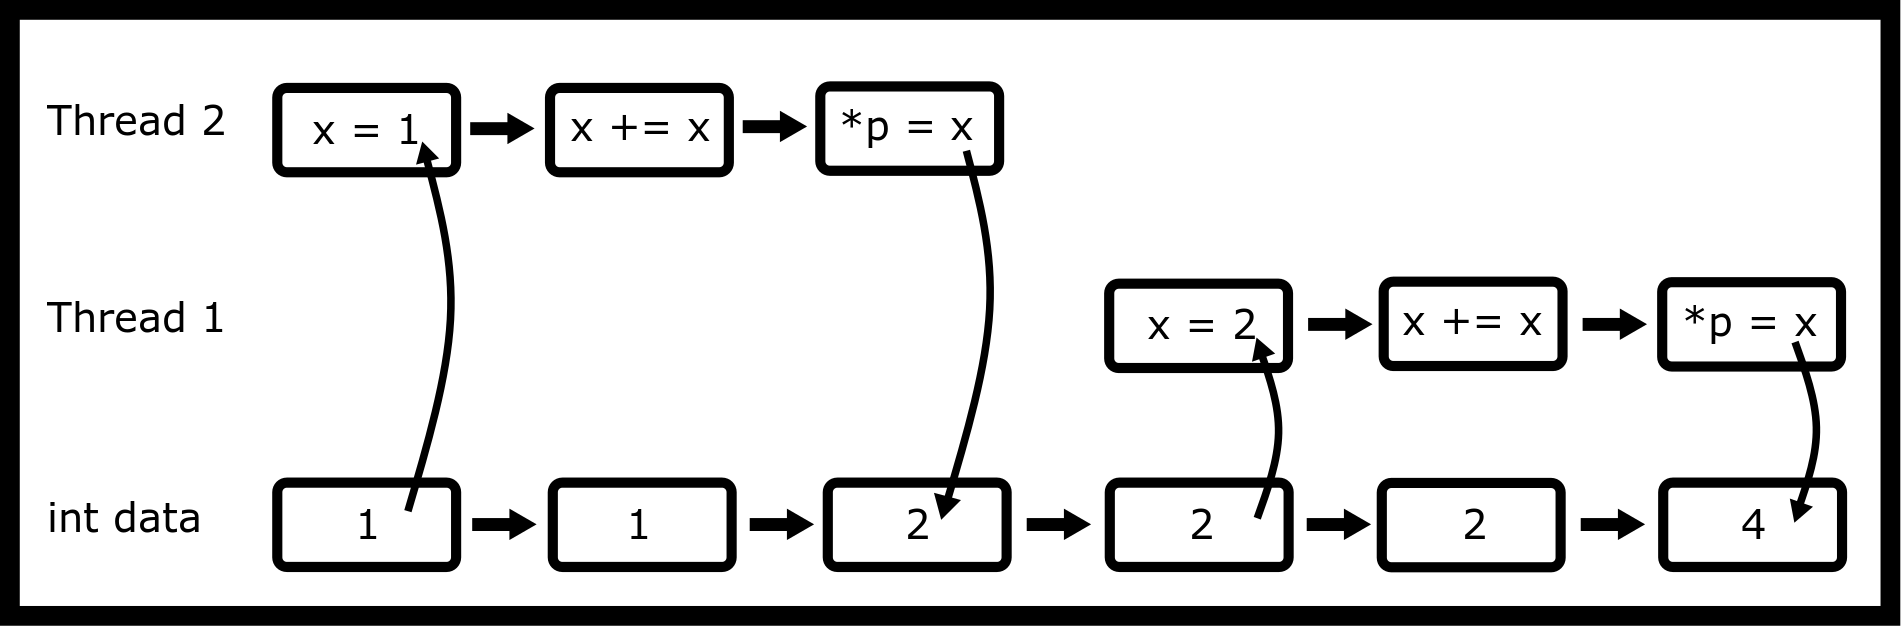 Thread 2 x = 1 x += x *p = x
Thread 1 x = 2 x += x *p = x
int data 1 1 2 2 2 4